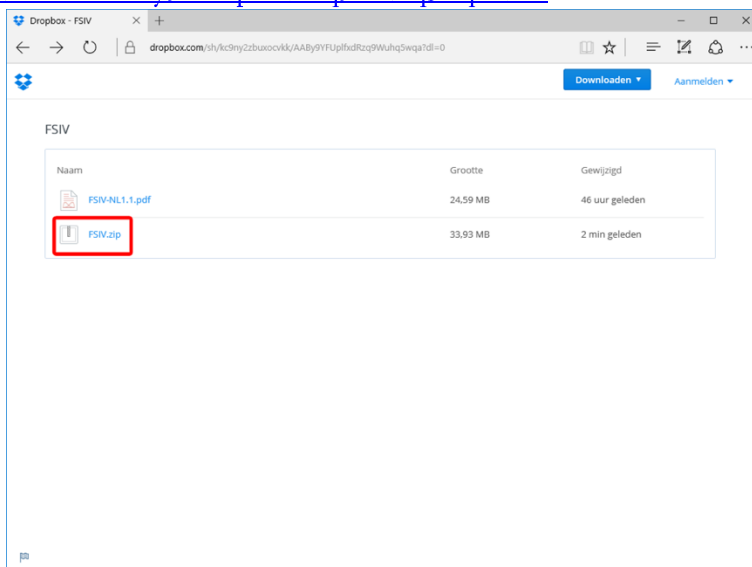 Dropbox - FSIV
dropbox.com/sh/kc9ny2zbuxocvkk/AABy9YFUplfxdRzq9Wuhq5wqa?dl=0
Downloaden
Aanmelden
FSIV
Naam Grootte Gewijzigd
FSIV-NL1.1.pdf 24,59 MB 46 uur geleden
FSIV.zip 33,93 MB 2 min geleden